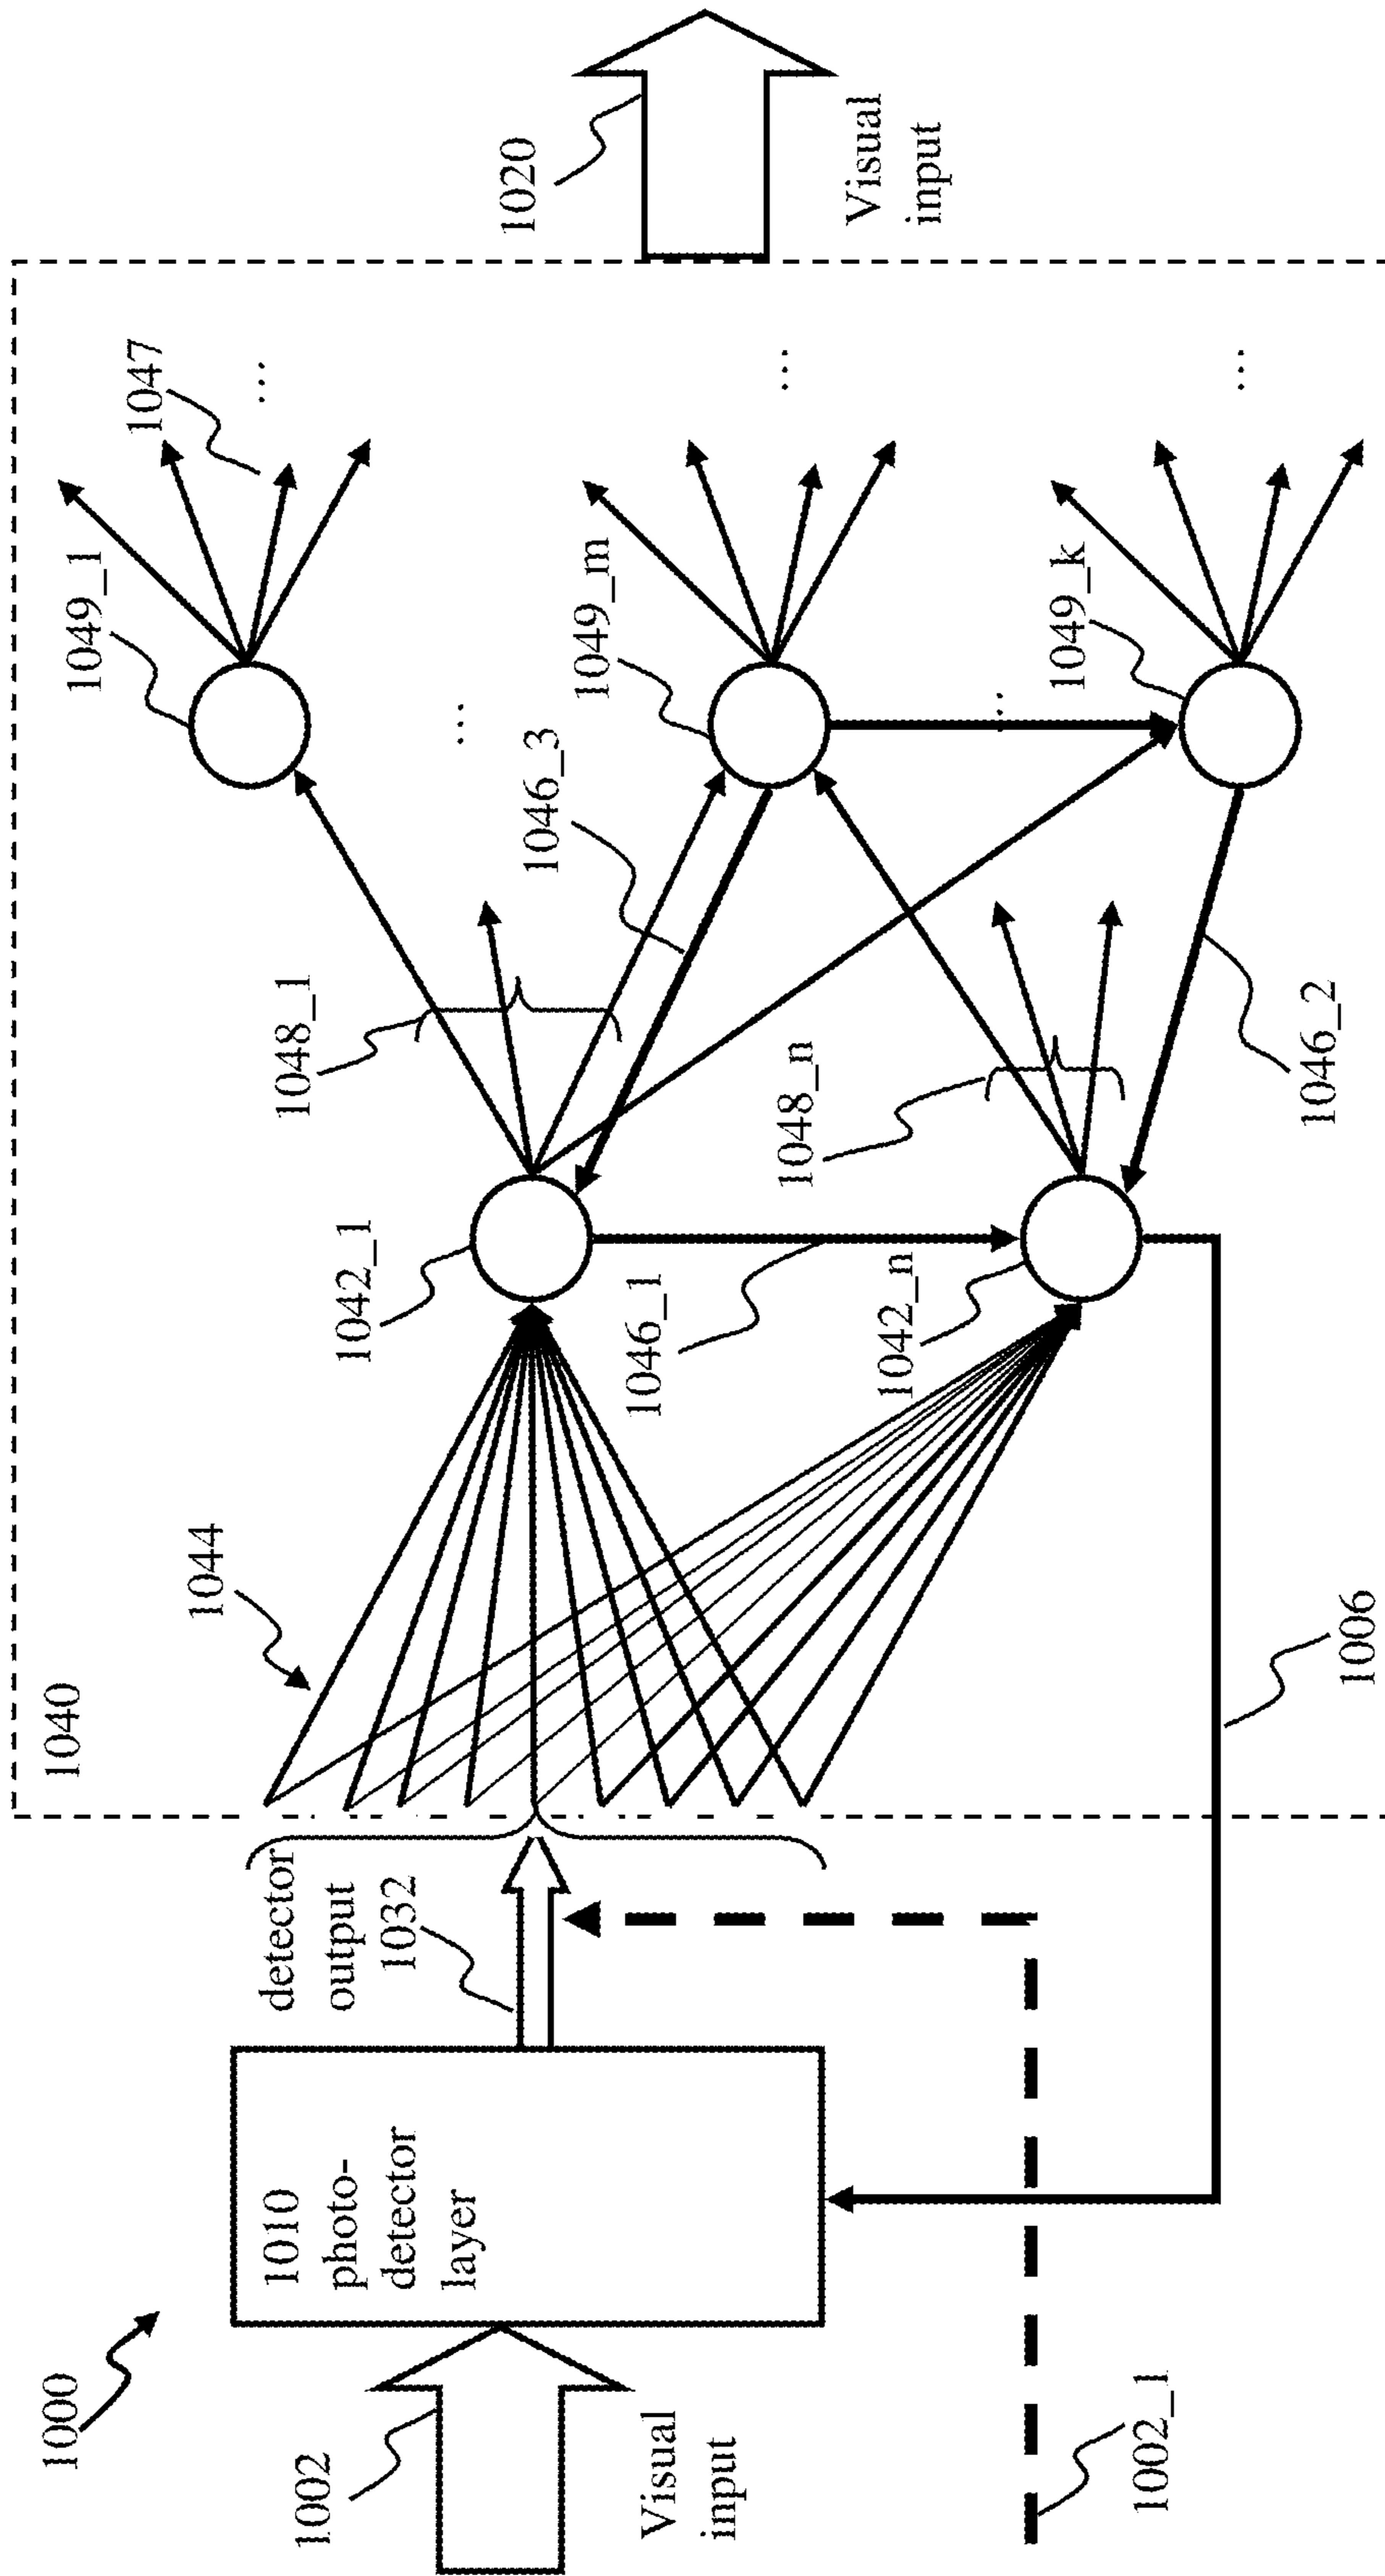 1000
1002
Visual
input
1010
photo-
detector
layer
detector
output
1032
1002_1
1006
1040
1044
1042_1
1046_1
1042_n
1048_1
1048_n
1046_3
1046_2
1049_1
1049_m
1049_k
1047
...
...
...
...
...
1020
Visual
input